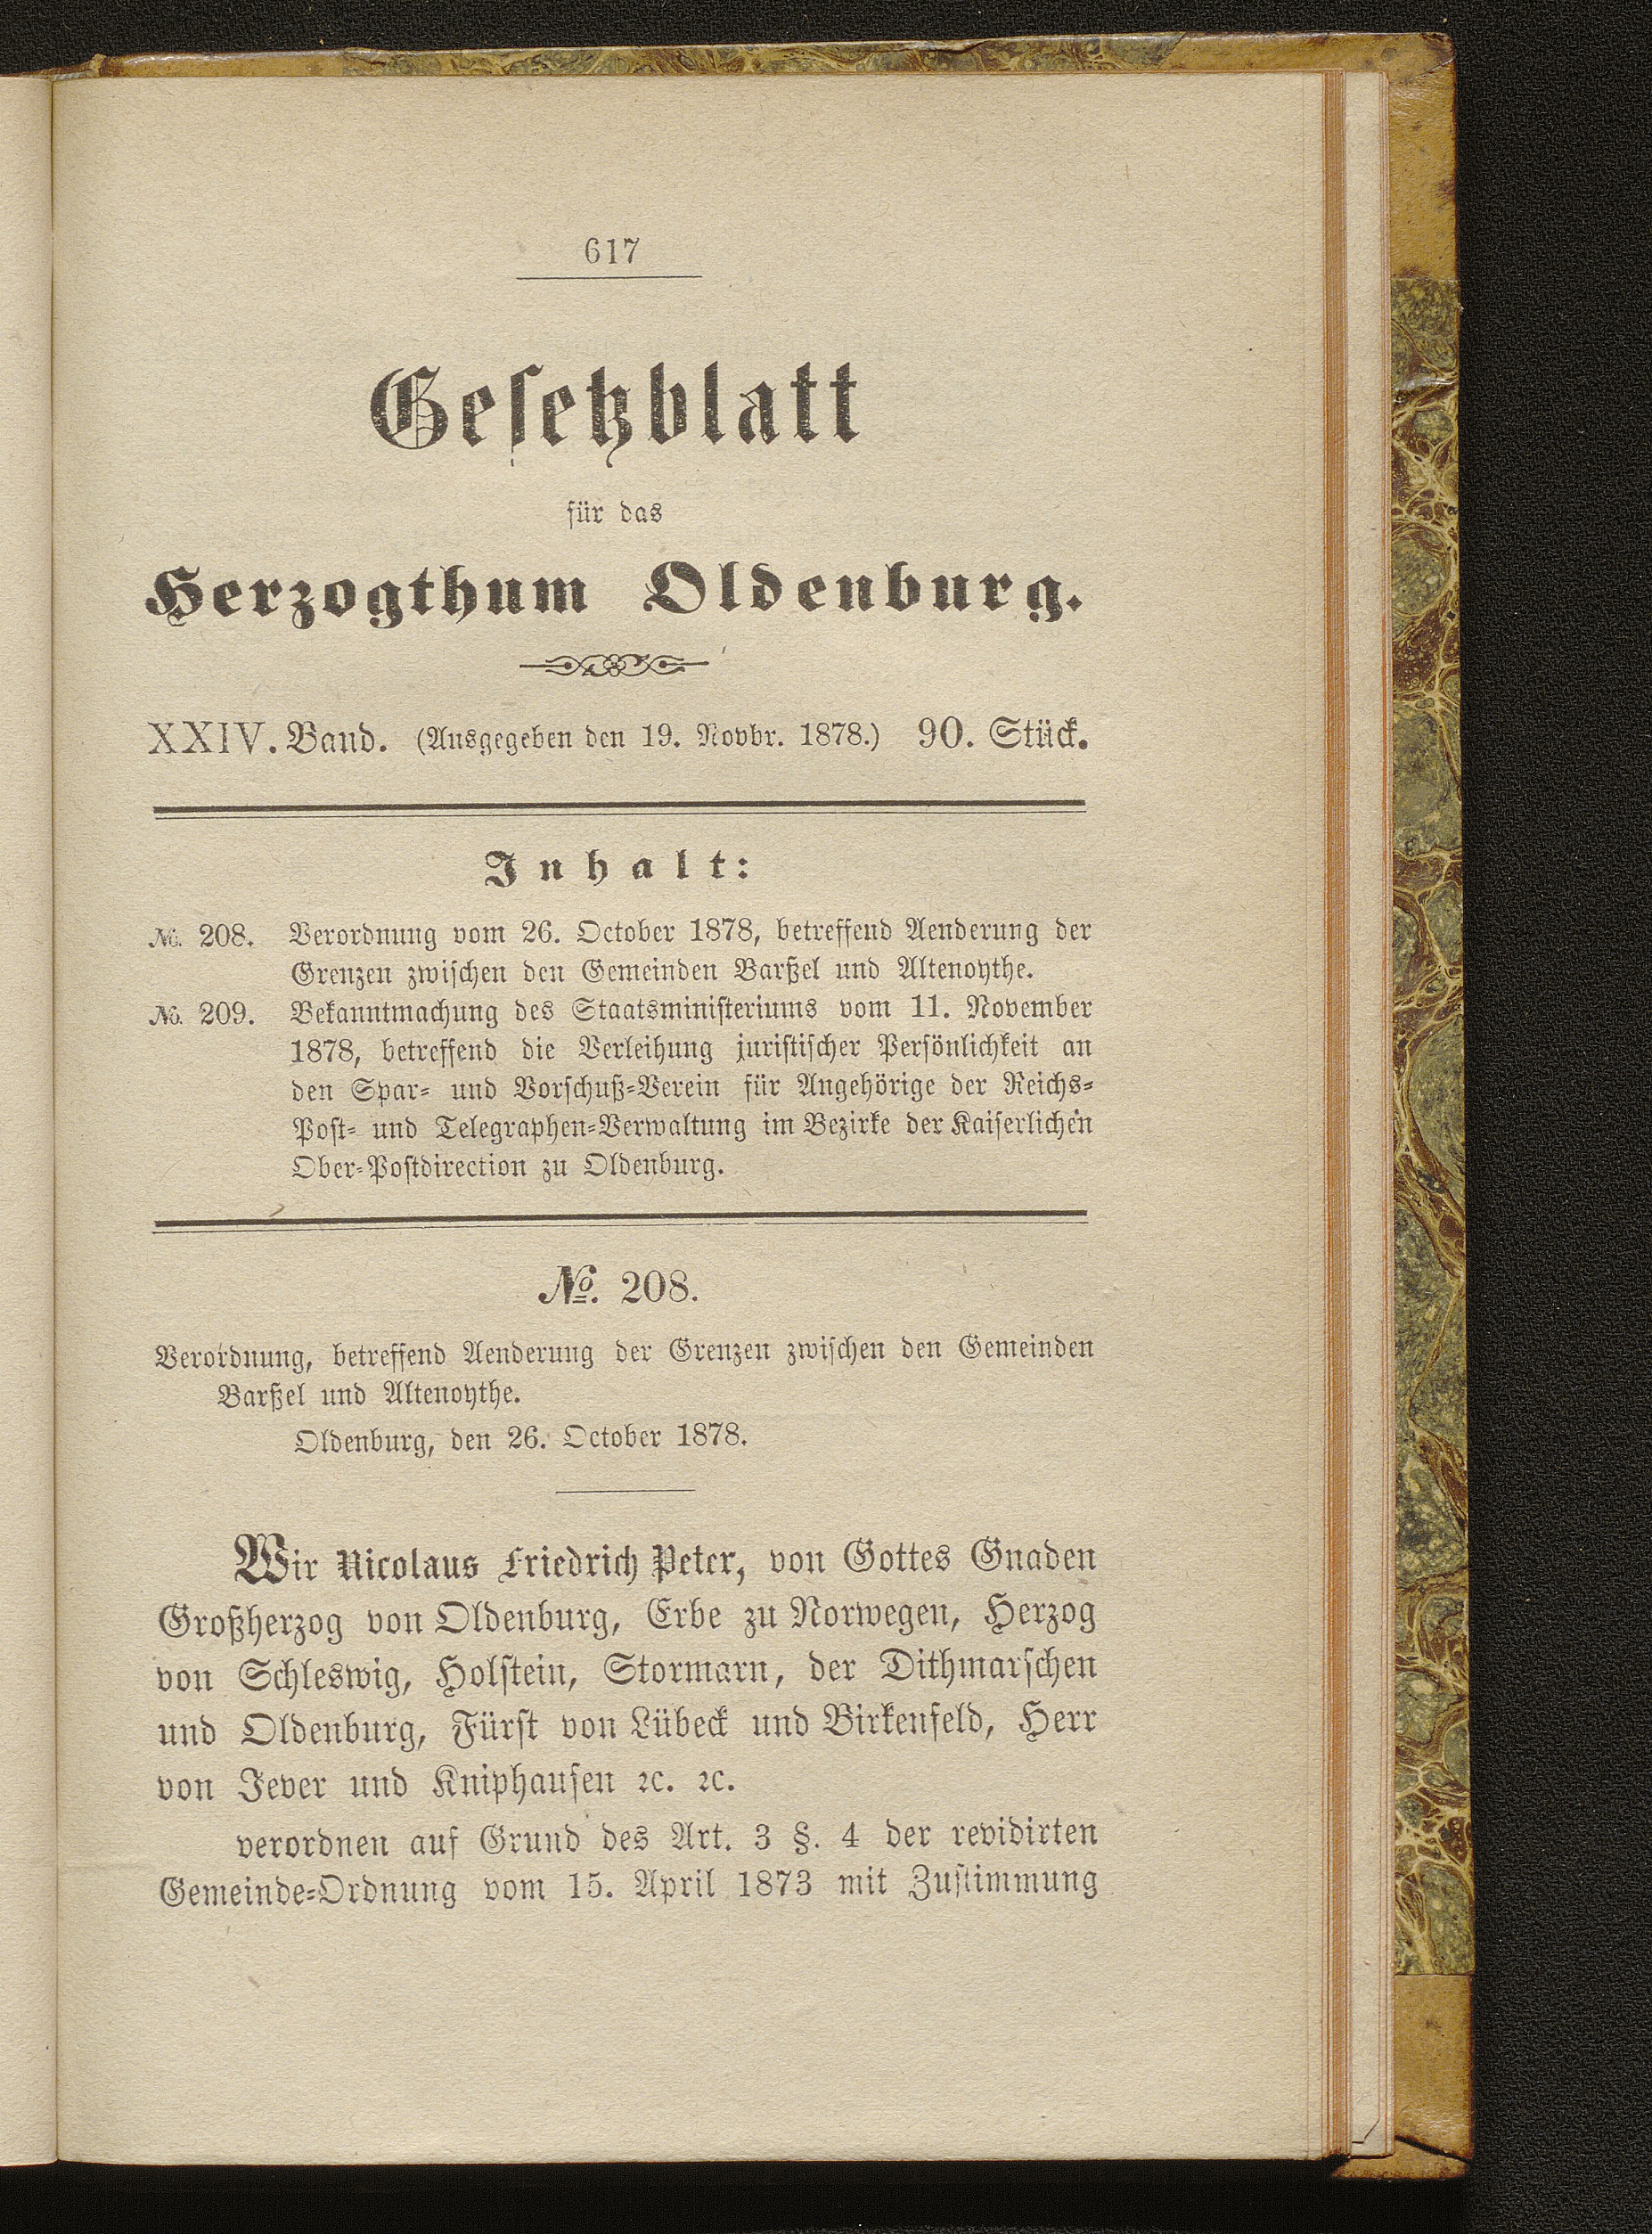 617
Gesetzblatt
für das
Herzogthum Oldenburg.
XXIV. Band. (Ausgegeben den 19. Novbr. 1878.) 90. Stück.
Inhalt:
№. 208. Verordnung vom 26. October 1878, betreffend Aenderung der
Grenzen zwischen den Gemeinden Barßel und Altenoythe.
№. 209. Bekanntmachung des Staatsministeriums vom 11. November
1878, betreffend die Verleihung juristischer Persönlichkeit an
den Spar- und Vorschuß-Verein für Angehörige der Reichs-
Post- und Telegraphen-Verwaltung im Bezirke der Kaiserlichen
Ober-Postdirection zu Oldenburg.
№. 208.
Verordnung, betreffend Aenderung der Grenzen zwischen den Gemeinden
Barßel und Altenoythe.
Oldenburg, den 26. October 1878.
Wir Nicolaus Friedrich Peter, von Gottes Gnaden
Großherzog von Oldenburg, Erbe zu Norwegen, Herzog
von Schleswig, Holstein, Stormarn, der Dithmarschen
und Oldenburg, Fürst von Lübeck und Birkenfeld, Herr
von Jever und Kniphausen ꝛc. ꝛc.
verordnen auf Grund des Art. 3 §. 4 der revidirten
Gemeinde-Ordnung vom 15. April 1873 mit Zustimmung